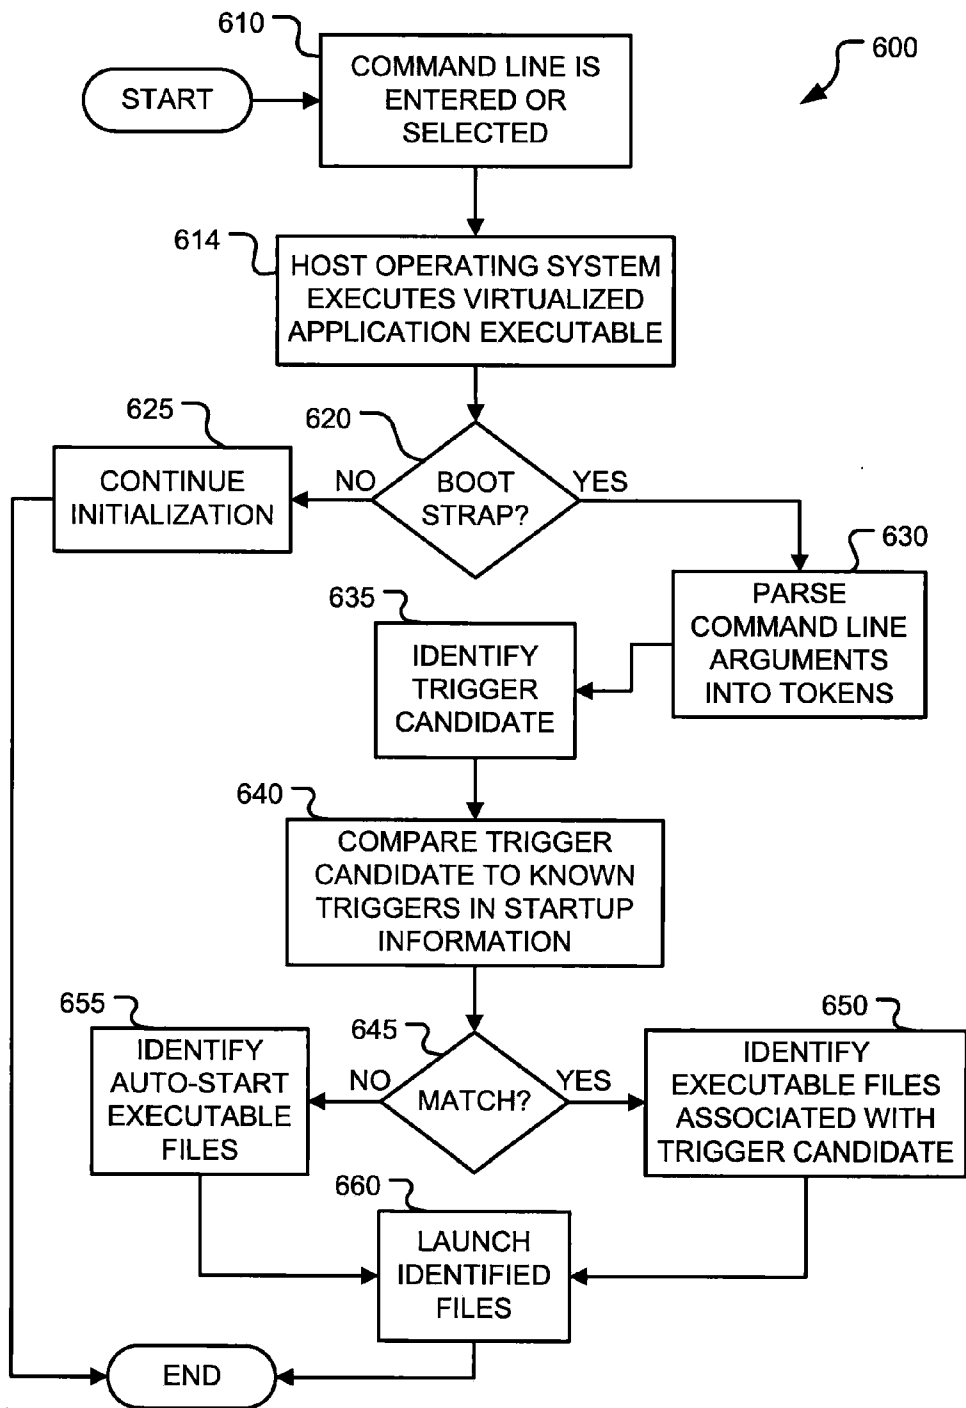 610
600
START
COMMAND LINE IS
ENTERED OR
SELECTED
614
HOST OPERATING SYSTEM
EXECUTES VIRTUALIZED
APPLICATION EXECUTABLE
625
620
CONTINUE
INITIALIZATION
NO
BOOT
STRAP?
YES
630
PARSE
COMMAND LINE
ARGUMENTS
INTO TOKENS
635
IDENTIFY
TRIGGER
CANDIDATE
640
COMPARE TRIGGER
CANDIDATE TO KNOWN
TRIGGERS IN STARTUP
INFORMATION
655
IDENTIFY
AUTO-START
EXECUTABLE
FILES
645
NO
MATCH?
YES
650
IDENTIFY
EXECUTABLE FILES
ASSOCIATED WITH
TRIGGER CANDIDATE
660
LAUNCH
IDENTIFIED
FILES
END